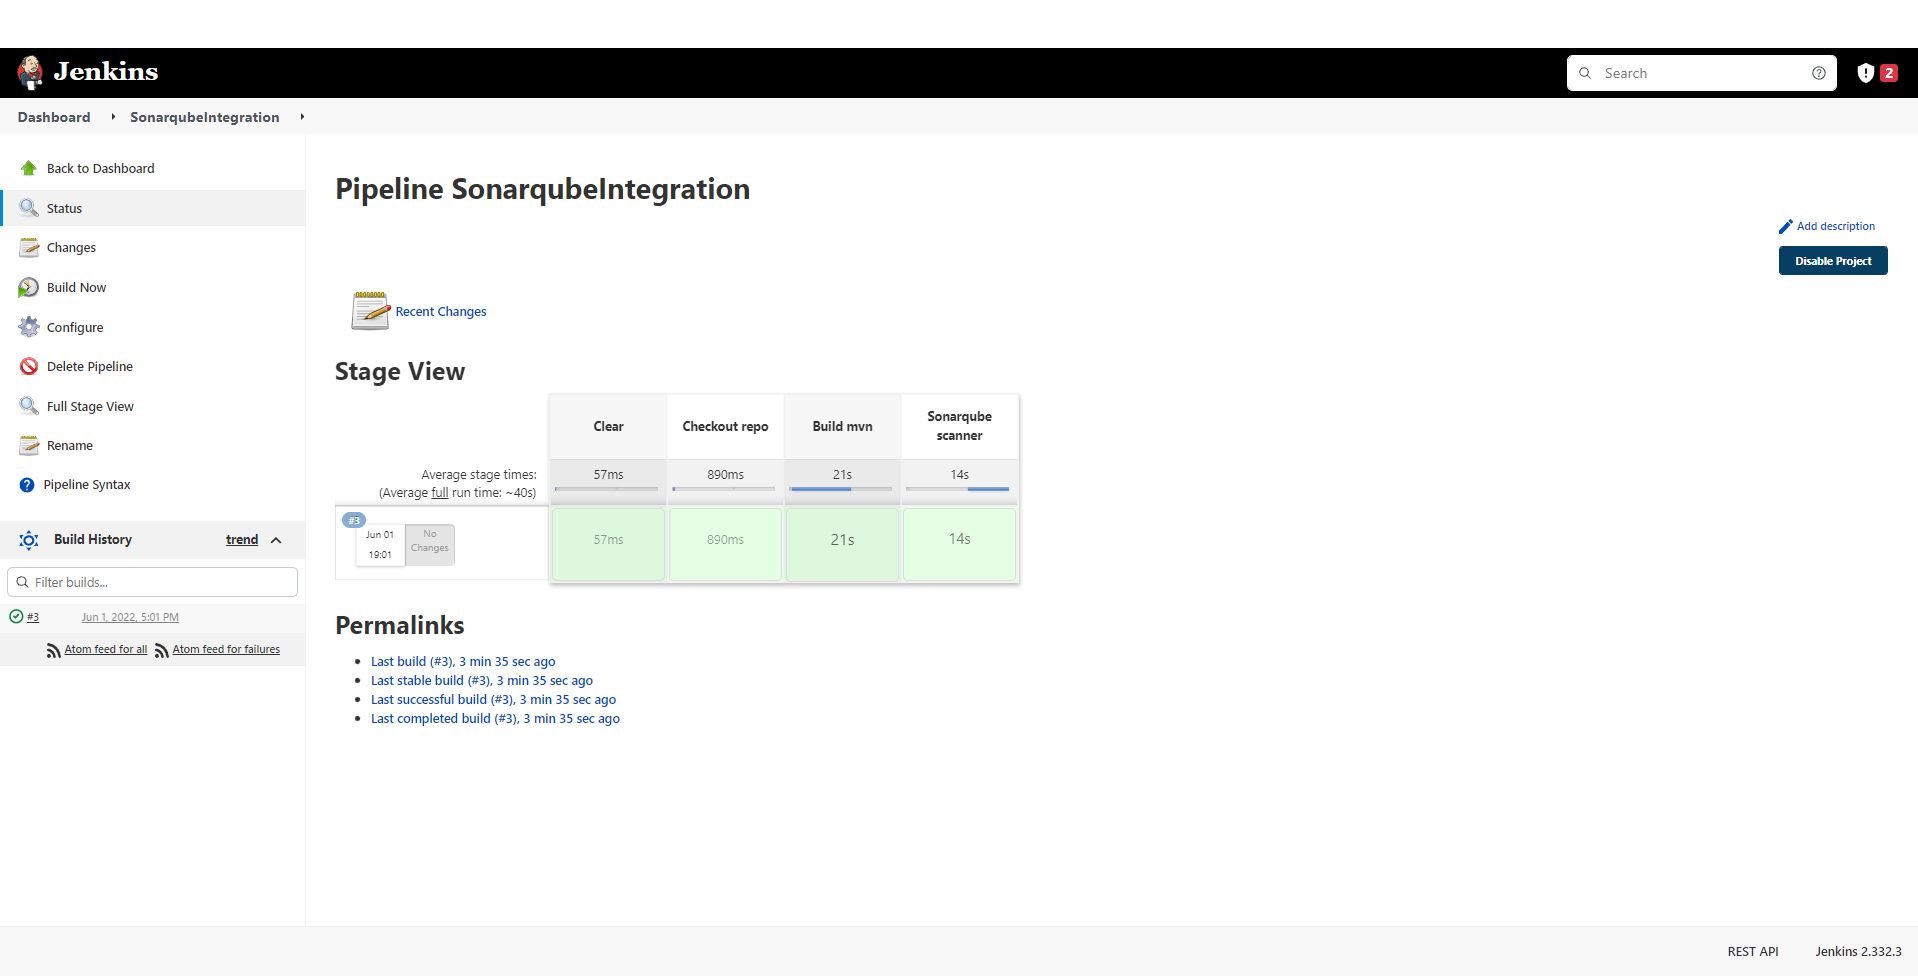 Jenkins
Search
2
Dashboard
SonarqubeIntegration
Back to Dashboard
Status
Changes
Build Now
Configure
Delete Pipeline
Full Stage View
Rename
Pipeline Syntax
Build History
trend
Filter builds...
#3
Jun 1, 2022, 5:01 PM
Atom feed for all
Atom feed for failures
Pipeline SonarqubeIntegration
Add description
Disable Project
Recent Changes
Stage View
Clear
Checkout repo
Build mvn
Sonarqube
scanner
Average stage times:
(Average full run time: ~40s)
57ms
890ms
21s
14s
#3
Jun 01
19:01
No
Changes
57ms
890ms
21s
14s
Permalinks
Last build (#3), 3 min 35 sec ago
Last stable build (#3), 3 min 35 sec ago
Last successful build (#3), 3 min 35 sec ago
Last completed build (#3), 3 min 35 sec ago
REST API
Jenkins 2.332.3